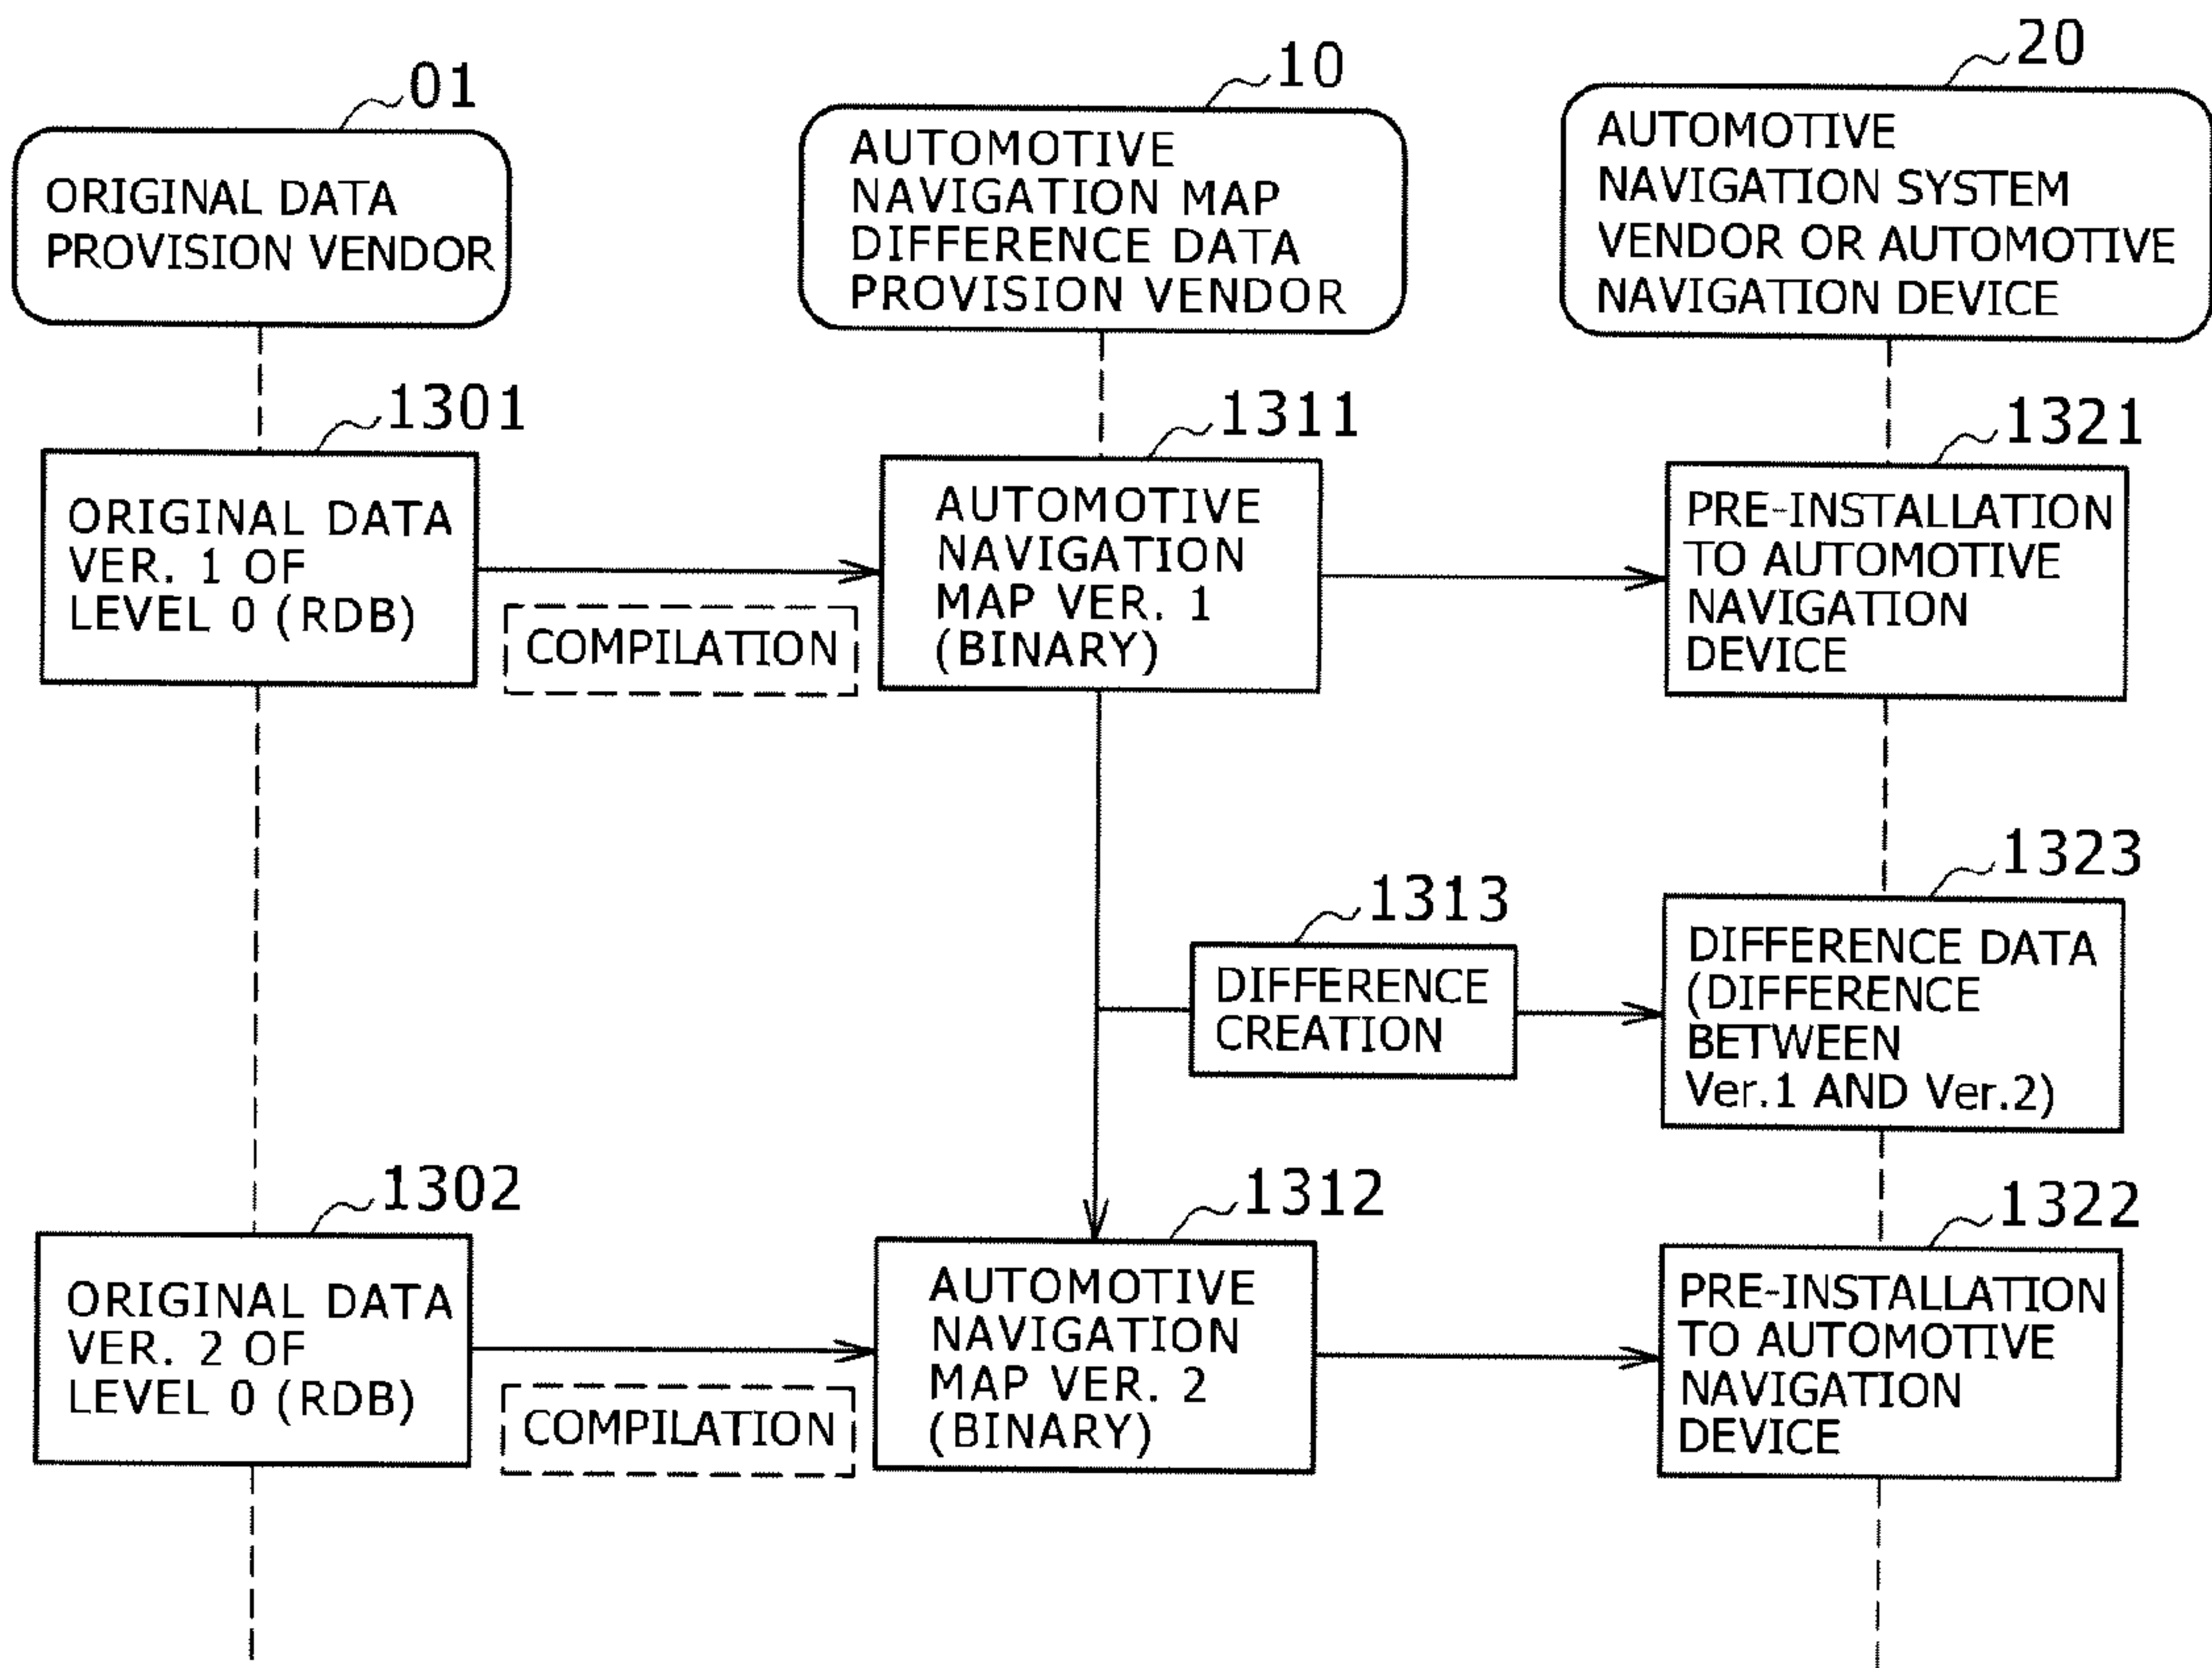 01
ORIGINAL DATA
PROVISION VENDOR
10
AUTOMOTIVE
NAVIGATION MAP
DIFFERENCE DATA
PROVISION VENDOR
20
AUTOMOTIVE
NAVIGATION SYSTEM
VENDOR OR AUTOMOTIVE
NAVIGATION DEVICE
1301
ORIGINAL DATA
VER. 1 OF
LEVEL 0 (RDB)
COMPILATION
1311
AUTOMOTIVE
NAVIGATION
MAP VER. 1
(BINARY)
1321
PRE-INSTALLATION
TO AUTOMOTIVE
NAVIGATION
DEVICE
1313
DIFFERENCE
CREATION
1323
DIFFERENCE DATA
(DIFFERENCE
BETWEEN
Ver.1 AND Ver.2)
1302
ORIGINAL DATA
VER. 2 OF
LEVEL 0 (RDB)
COMPILATION
1312
AUTOMOTIVE
NAVIGATION
MAP VER. 2
(BINARY)
1322
PRE-INSTALLATION
TO AUTOMOTIVE
NAVIGATION
DEVICE